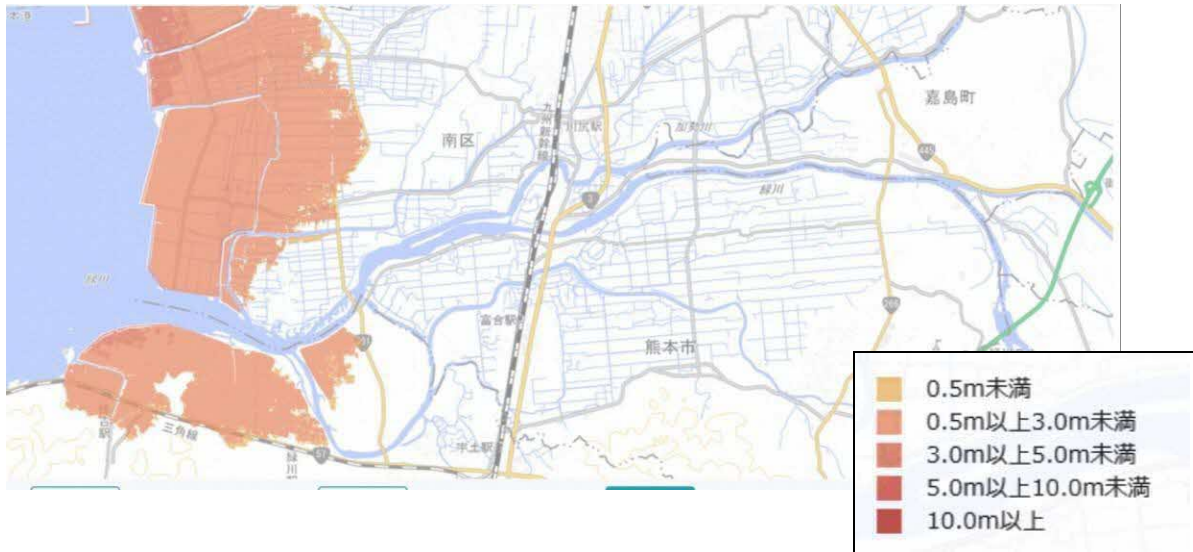 嘉島町
九州新幹線
川尻駅
加勢川
南区
445
緑川
緑川
富合駅
266
熊本市
三角線
宇土駅
57
0.5m未満
0.5m以上3.0m未満
3.0m以上5.0m未満
5.0m以上10.0m未満
10.0m以上